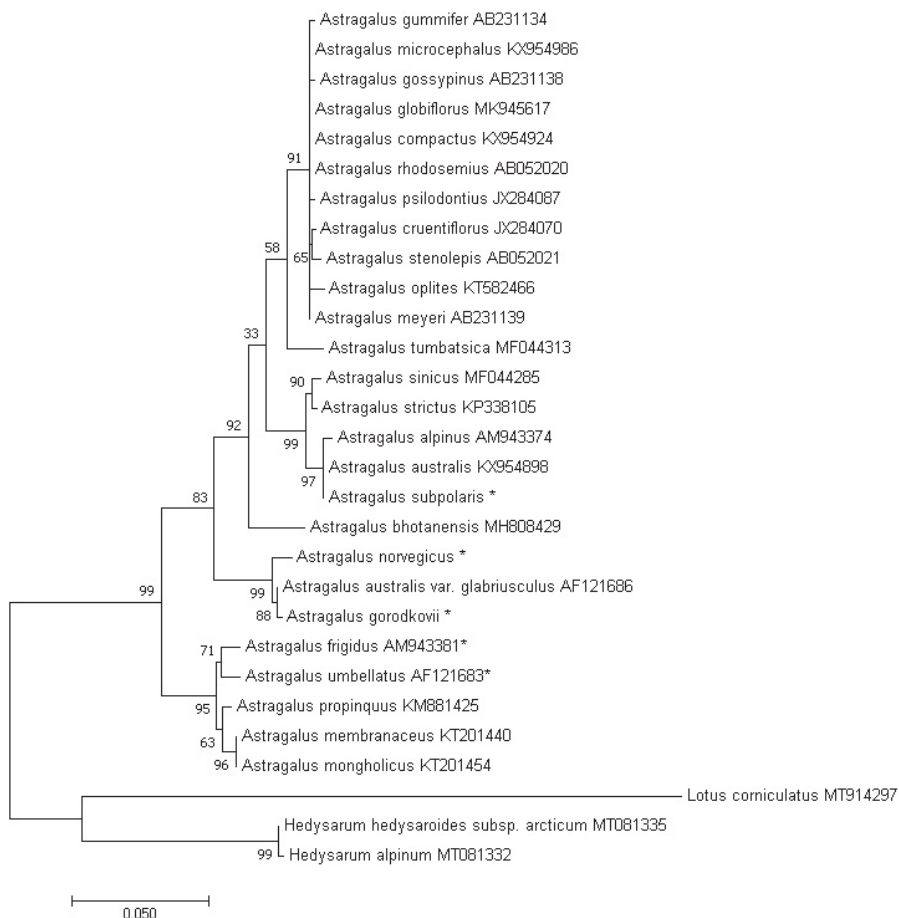 Astragalus gummifer AB231134
Astragalus microcephalus KX954986
Astragalus gossypinus AB231138
Astragalus globiflorus MK945617
Astragalus compactus KX954924
91
Astragalus rhodosemius AB052020
Astragalus psilodontius JX284087
Astragalus cruentiflorus JX284070
58
65
Astragalus stenolepis AB052021
Astragalus oplites KT582466
Astragalus meyeri AB231139
33
Astragalus tumbatsica MF044313
90
Astragalus sinicus MF044285
Astragalus strictus KP338105
92
99
Astragalus alpinus AM943374
Astragalus australis KX954898
97
83
Astragalus subpolaris *
Astragalus bhotanensis MH808429
Astragalus norvegicus *
99
99
Astragalus australis var. glabriusculus AF121686
88
Astragalus gorodkovii *
71
Astragalus frigidus AM943381*
Astragalus umbellatus AF121683*
95
Astragalus propinquus KM881425
63
Astragalus membranaceus KT201440
96
Astragalus mongholicus KT201454
Lotus corniculatus MT914297
Hedysarum hedysaroides subsp. arcticum MT081335
99
Hedysarum alpinum MT081332
0.050